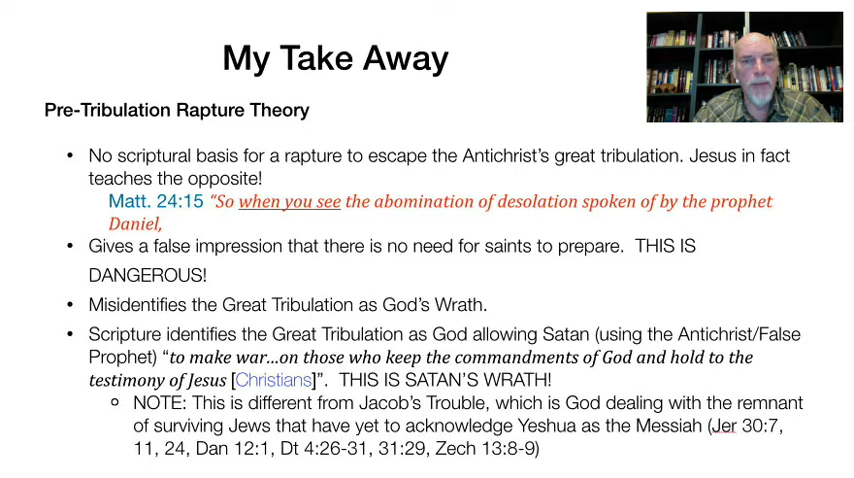 My Take Away
Pre-Tribulation Rapture Theory
• No scriptural basis for a rapture to escape the Antichrist's great tribulation. Jesus in fact
teaches the opposite!
Matt. 24:15 “So when you see the abomination of desolation spoken of by the prophet
Daniel,
• Gives a false impression that there is no need for saints to prepare. THIS IS
DANGEROUS!
• Misidentifies the Great Tribulation as God's Wrath.
• Scripture identifies the Great Tribulation as God allowing Satan (using the Antichrist/False
Prophet) “to make war...on those who keep the commandments of God and hold to the
testimony of Jesus [Christians]”. THIS IS SATAN'S WRATH!
○ NOTE: This is different from Jacob's Trouble, which is God dealing with the remnant
of surviving Jews that have yet to acknowledge Yeshua as the Messiah (Jer 30:7,
11, 24, Dan 12:1, Dt 4:26-31, 31:29, Zech 13:8-9)